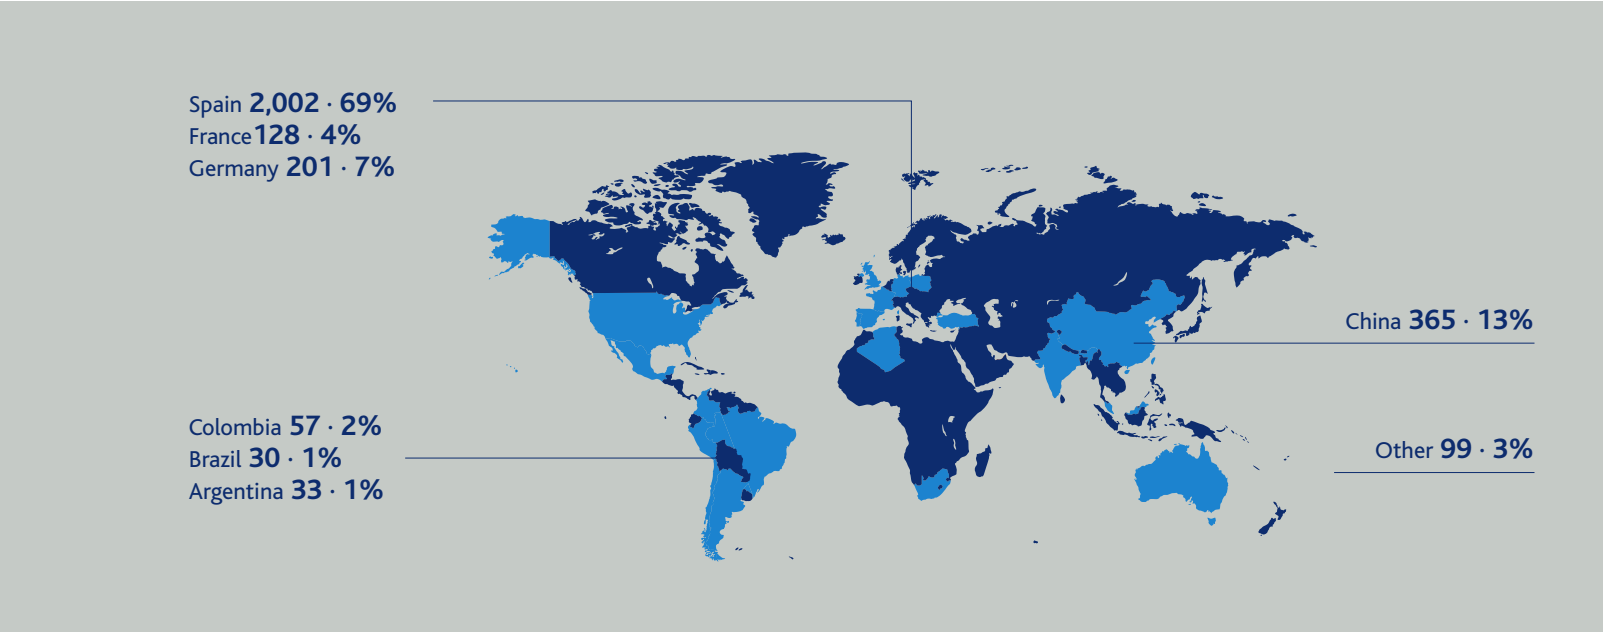 Spain 2,002 · 69%
France 128 · 4%
Germany 201 · 7%
China 365 · 13%
Colombia 57 · 2%
Brazil 30 · 1%
Argentina 33 · 1%
Other 99 · 3%